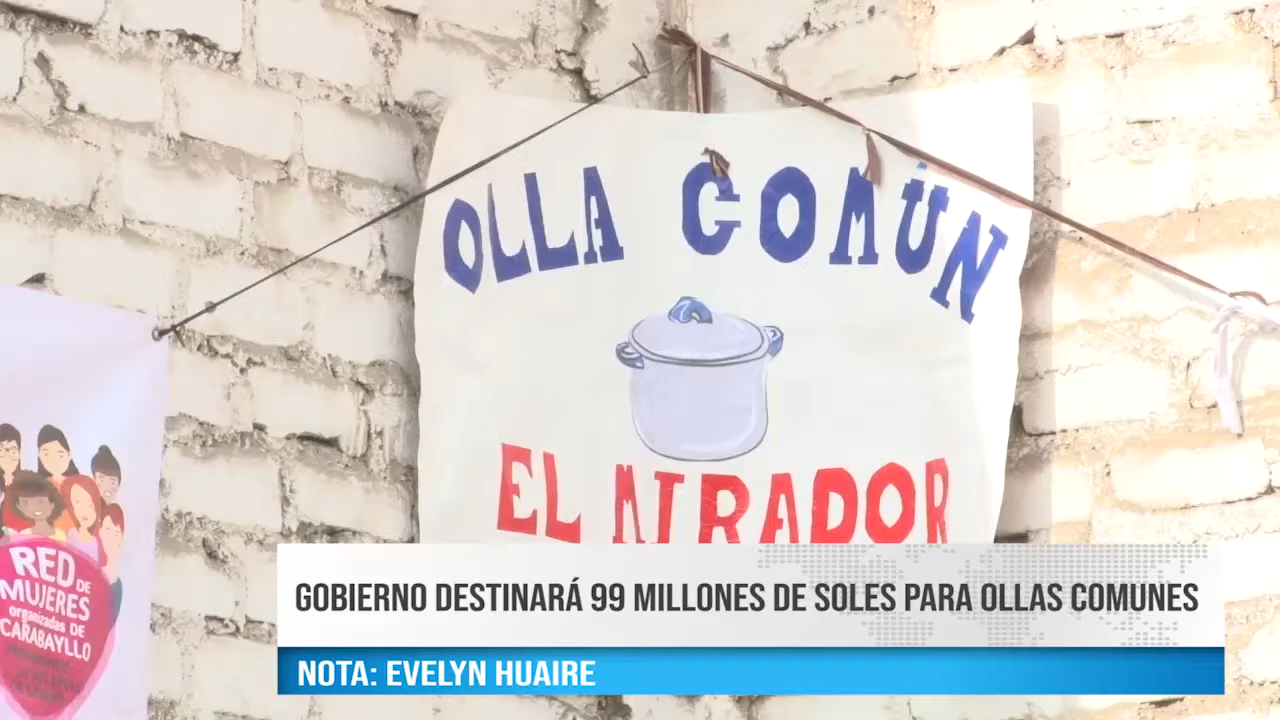 OLLA COMÚN
EL MIRADOR
RED DE
MUJERES
organizadas DE
CARABAYLLO
GOBIERNO DESTINARÁ 99 MILLONES DE SOLES PARA OLLAS COMUNES
NOTA: EVELYN HUAIRE